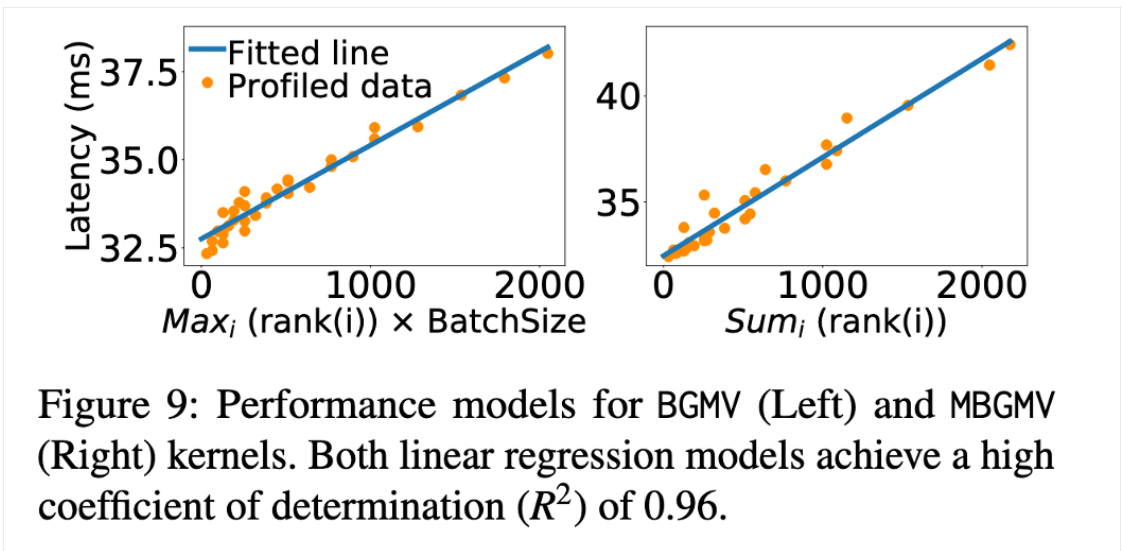 Latency (ms)
37.5
35.0
32.5
Fitted line
Profiled data
0 1000 2000
Max_i (rank(i)) × BatchSize
40
35
0 1000 2000
Sum_i (rank(i))
Figure 9: Performance models for BGMV (Left) and MBGMV
(Right) kernels. Both linear regression models achieve a high
coefficient of determination (R²) of 0.96.